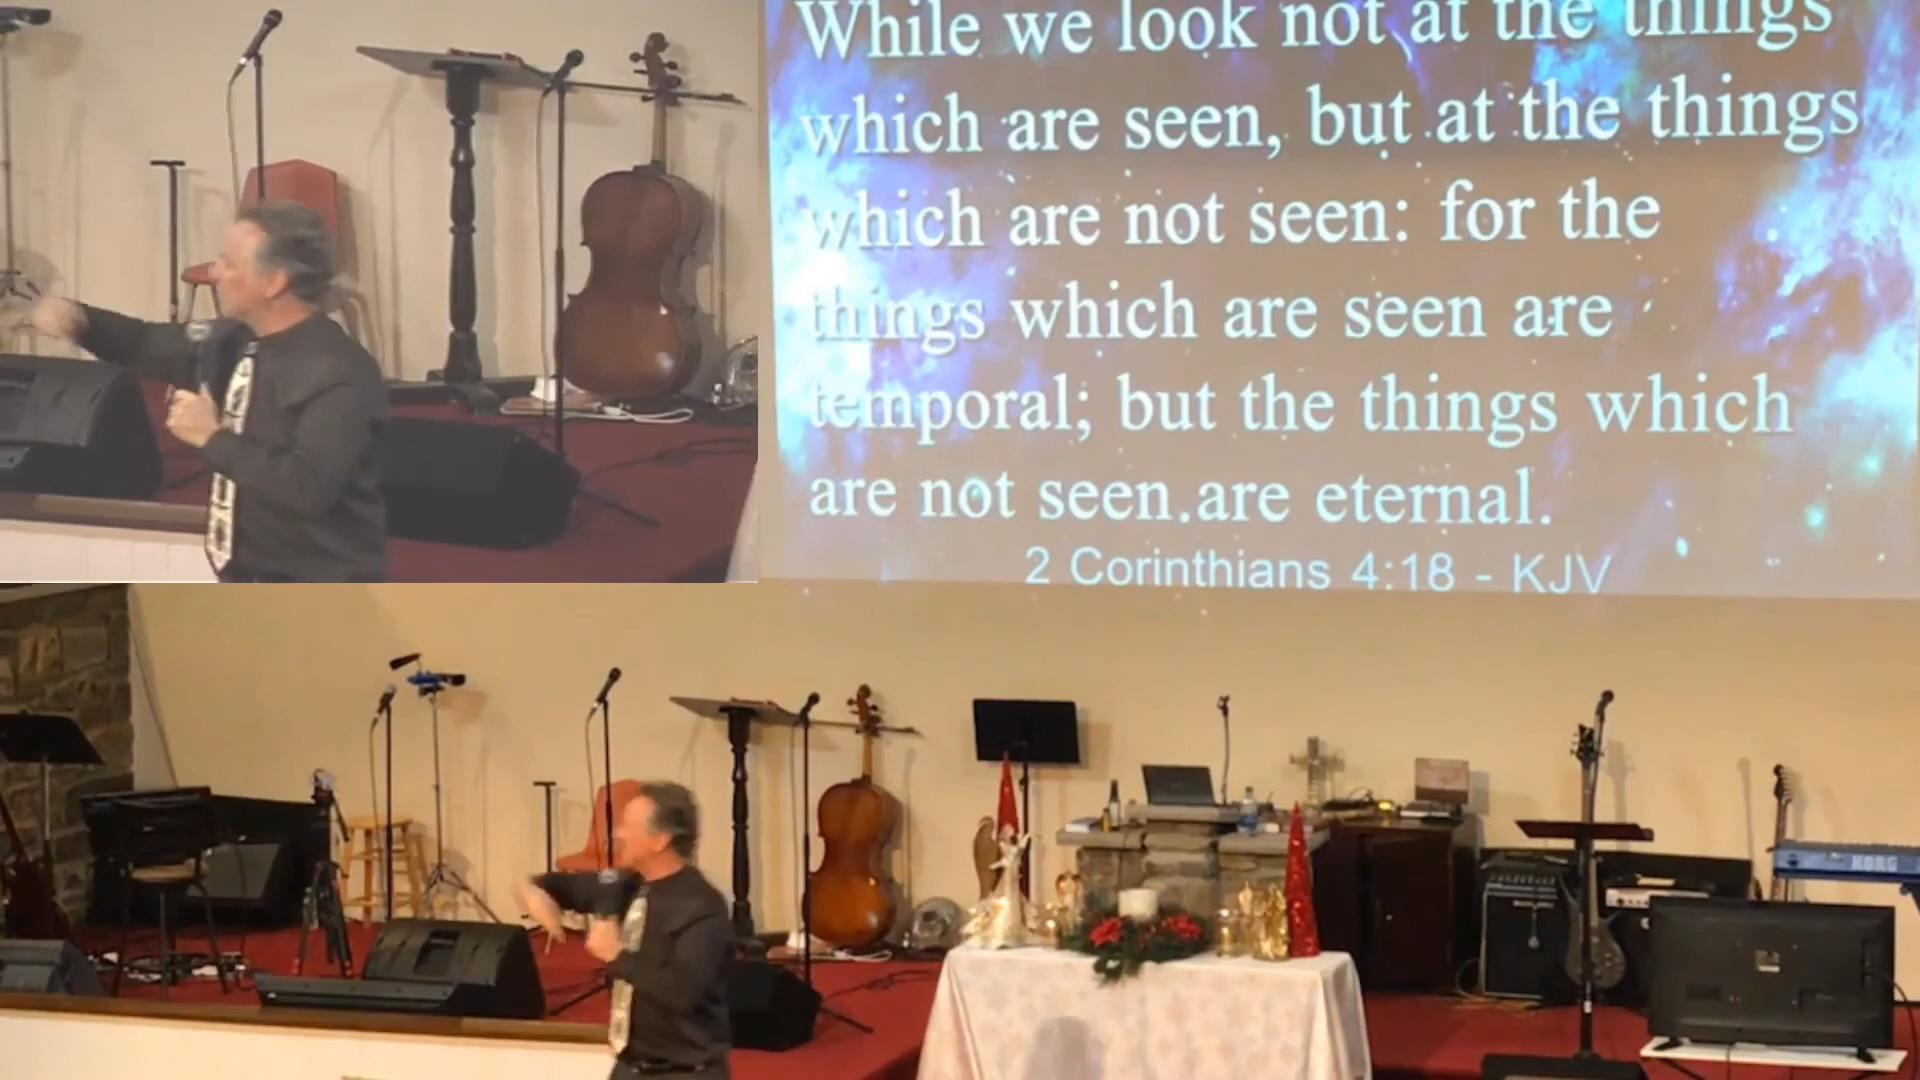 While we look not at the things
which are seen, but at the things
which are not seen: for the
things which are seen are
temporal; but the things which
are not seen are eternal.
2 Corinthians 4:18 - KJV
KORG